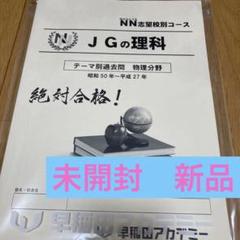 NN志望校別コース
N
JGの理科
テーマ別過去問 物理分野
昭和50年〜平成27年
絶対合格!
未開封 新品
早稲田アカデミー